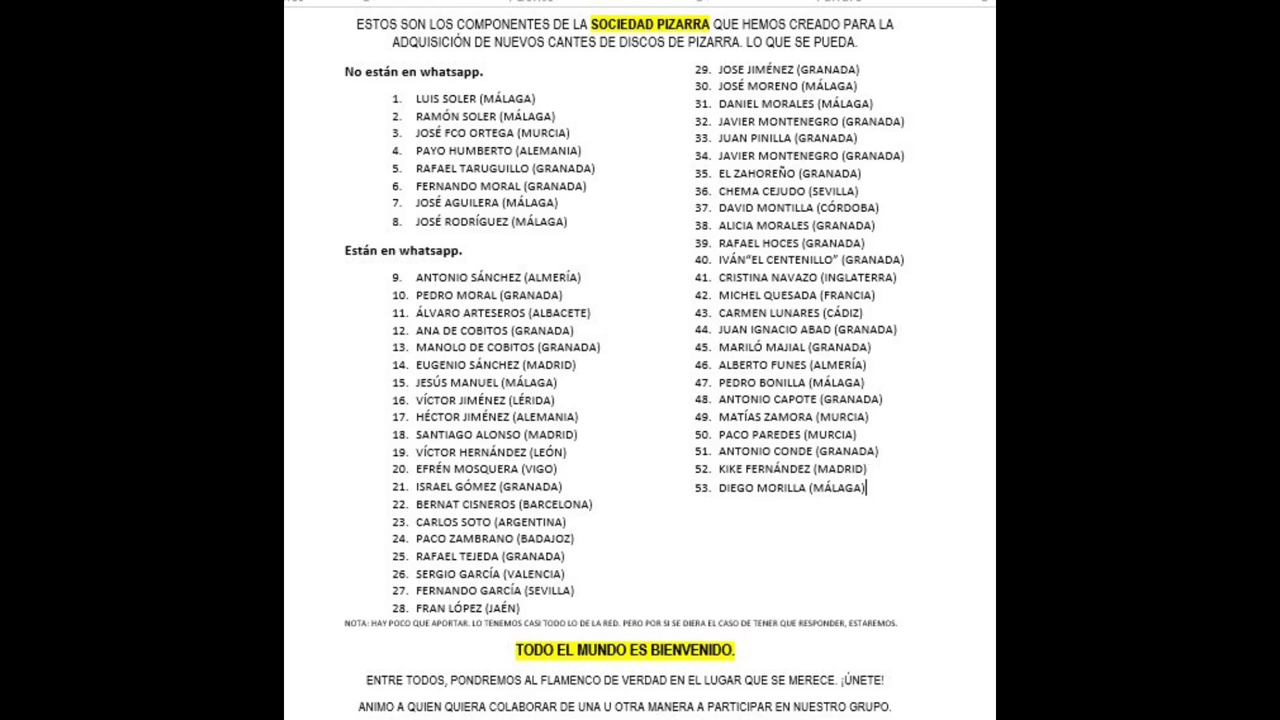 ESTOS SON LOS COMPONENTES DE LA SOCIEDAD PIZARRA QUE HEMOS CREADO PARA LA
ADQUISICIÓN DE NUEVOS CANTES DE DISCOS DE PIZARRA. LO QUE SE PUEDA.
No están en whatsapp.
1. LUIS SOLER (MÁLAGA)
2. RAMÓN SOLER (MÁLAGA)
3. JOSÉ FCO ORTEGA (MURCIA)
4. PAYO HUMBERTO (ALEMANIA)
5. RAFAEL TARUGUILLO (GRANADA)
6. FERNANDO MORAL (GRANADA)
7. JOSÉ AGUILERA (MÁLAGA)
8. JOSÉ RODRÍGUEZ (MÁLAGA)
Están en whatsapp.
9. ANTONIO SÁNCHEZ (ALMERÍA)
10. PEDRO MORAL (GRANADA)
11. ÁLVARO ARTESEROS (ALBACETE)
12. ANA DE COBITOS (GRANADA)
13. MANOLO DE COBITOS (GRANADA)
14. EUGENIO SÁNCHEZ (MADRID)
15. JESÚS MANUEL (MÁLAGA)
16. VÍCTOR JIMÉNEZ (LÉRIDA)
17. HÉCTOR JIMÉNEZ (ALEMANIA)
18. SANTIAGO ALONSO (MADRID)
19. VÍCTOR HERNÁNDEZ (LEÓN)
20. EFRÉN MOSQUERA (VIGO)
21. ISRAEL GÓMEZ (GRANADA)
22. BERNAT CISNEROS (BARCELONA)
23. CARLOS SOTO (ARGENTINA)
24. PACO ZAMBRANO (BADAJOZ)
25. RAFAEL TEJEDA (GRANADA)
26. SERGIO GARCÍA (VALENCIA)
27. FERNANDO GARCÍA (SEVILLA)
28. FRAN LÓPEZ (JAÉN)
29. JOSE JIMÉNEZ (GRANADA)
30. JOSÉ MORENO (MÁLAGA)
31. DANIEL MORALES (MÁLAGA)
32. JAVIER MONTENEGRO (GRANADA)
33. JUAN PINILLA (GRANADA)
34. JAVIER MONTENEGRO (GRANADA)
35. EL ZAHOREÑO (GRANADA)
36. CHEMA CEJUDO (SEVILLA)
37. DAVID MONTILLA (CÓRDOBA)
38. ALICIA MORALES (GRANADA)
39. RAFAEL HOCES (GRANADA)
40. IVÁN“EL CENTENILLO” (GRANADA)
41. CRISTINA NAVAZO (INGLATERRA)
42. MICHEL QUESADA (FRANCIA)
43. CARMEN LUNARES (CÁDIZ)
44. JUAN IGNACIO ABAD (GRANADA)
45. MARILÓ MAJIAL (GRANADA)
46. ALBERTO FUNES (ALMERÍA)
47. PEDRO BONILLA (MÁLAGA)
48. ANTONIO CAPOTE (GRANADA)
49. MATÍAS ZAMORA (MURCIA)
50. PACO PAREDES (MURCIA)
51. ANTONIO CONDE (GRANADA)
52. KIKE FERNÁNDEZ (MADRID)
53. DIEGO MORILLA (MÁLAGA)
NOTA: HAY POCO QUE APORTAR. LO TENEMOS CASI TODO LO DE LA RED. PERO POR SI SE DIERA EL CASO DE TENER QUE RESPONDER, ESTAREMOS.
TODO EL MUNDO ES BIENVENIDO.
ENTRE TODOS, PONDREMOS AL FLAMENCO DE VERDAD EN EL LUGAR QUE SE MERECE. ¡ÚNETE!
ANIMO A QUIEN QUIERA COLABORAR DE UNA U OTRA MANERA A PARTICIPAR EN NUESTRO GRUPO.